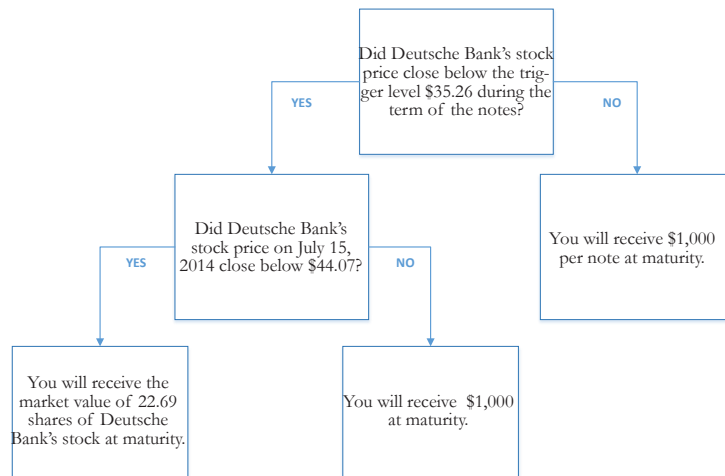 Did Deutsche Bank’s stock
price close below the trig-
ger level $35.26 during the
term of the notes?
YES
NO
Did Deutsche Bank’s
stock price on July 15,
2014 close below $44.07?
You will receive $1,000
per note at maturity.
YES
NO
You will receive the
market value of 22.69
shares of Deutsche
Bank’s stock at maturity.
You will receive $1,000
at maturity.